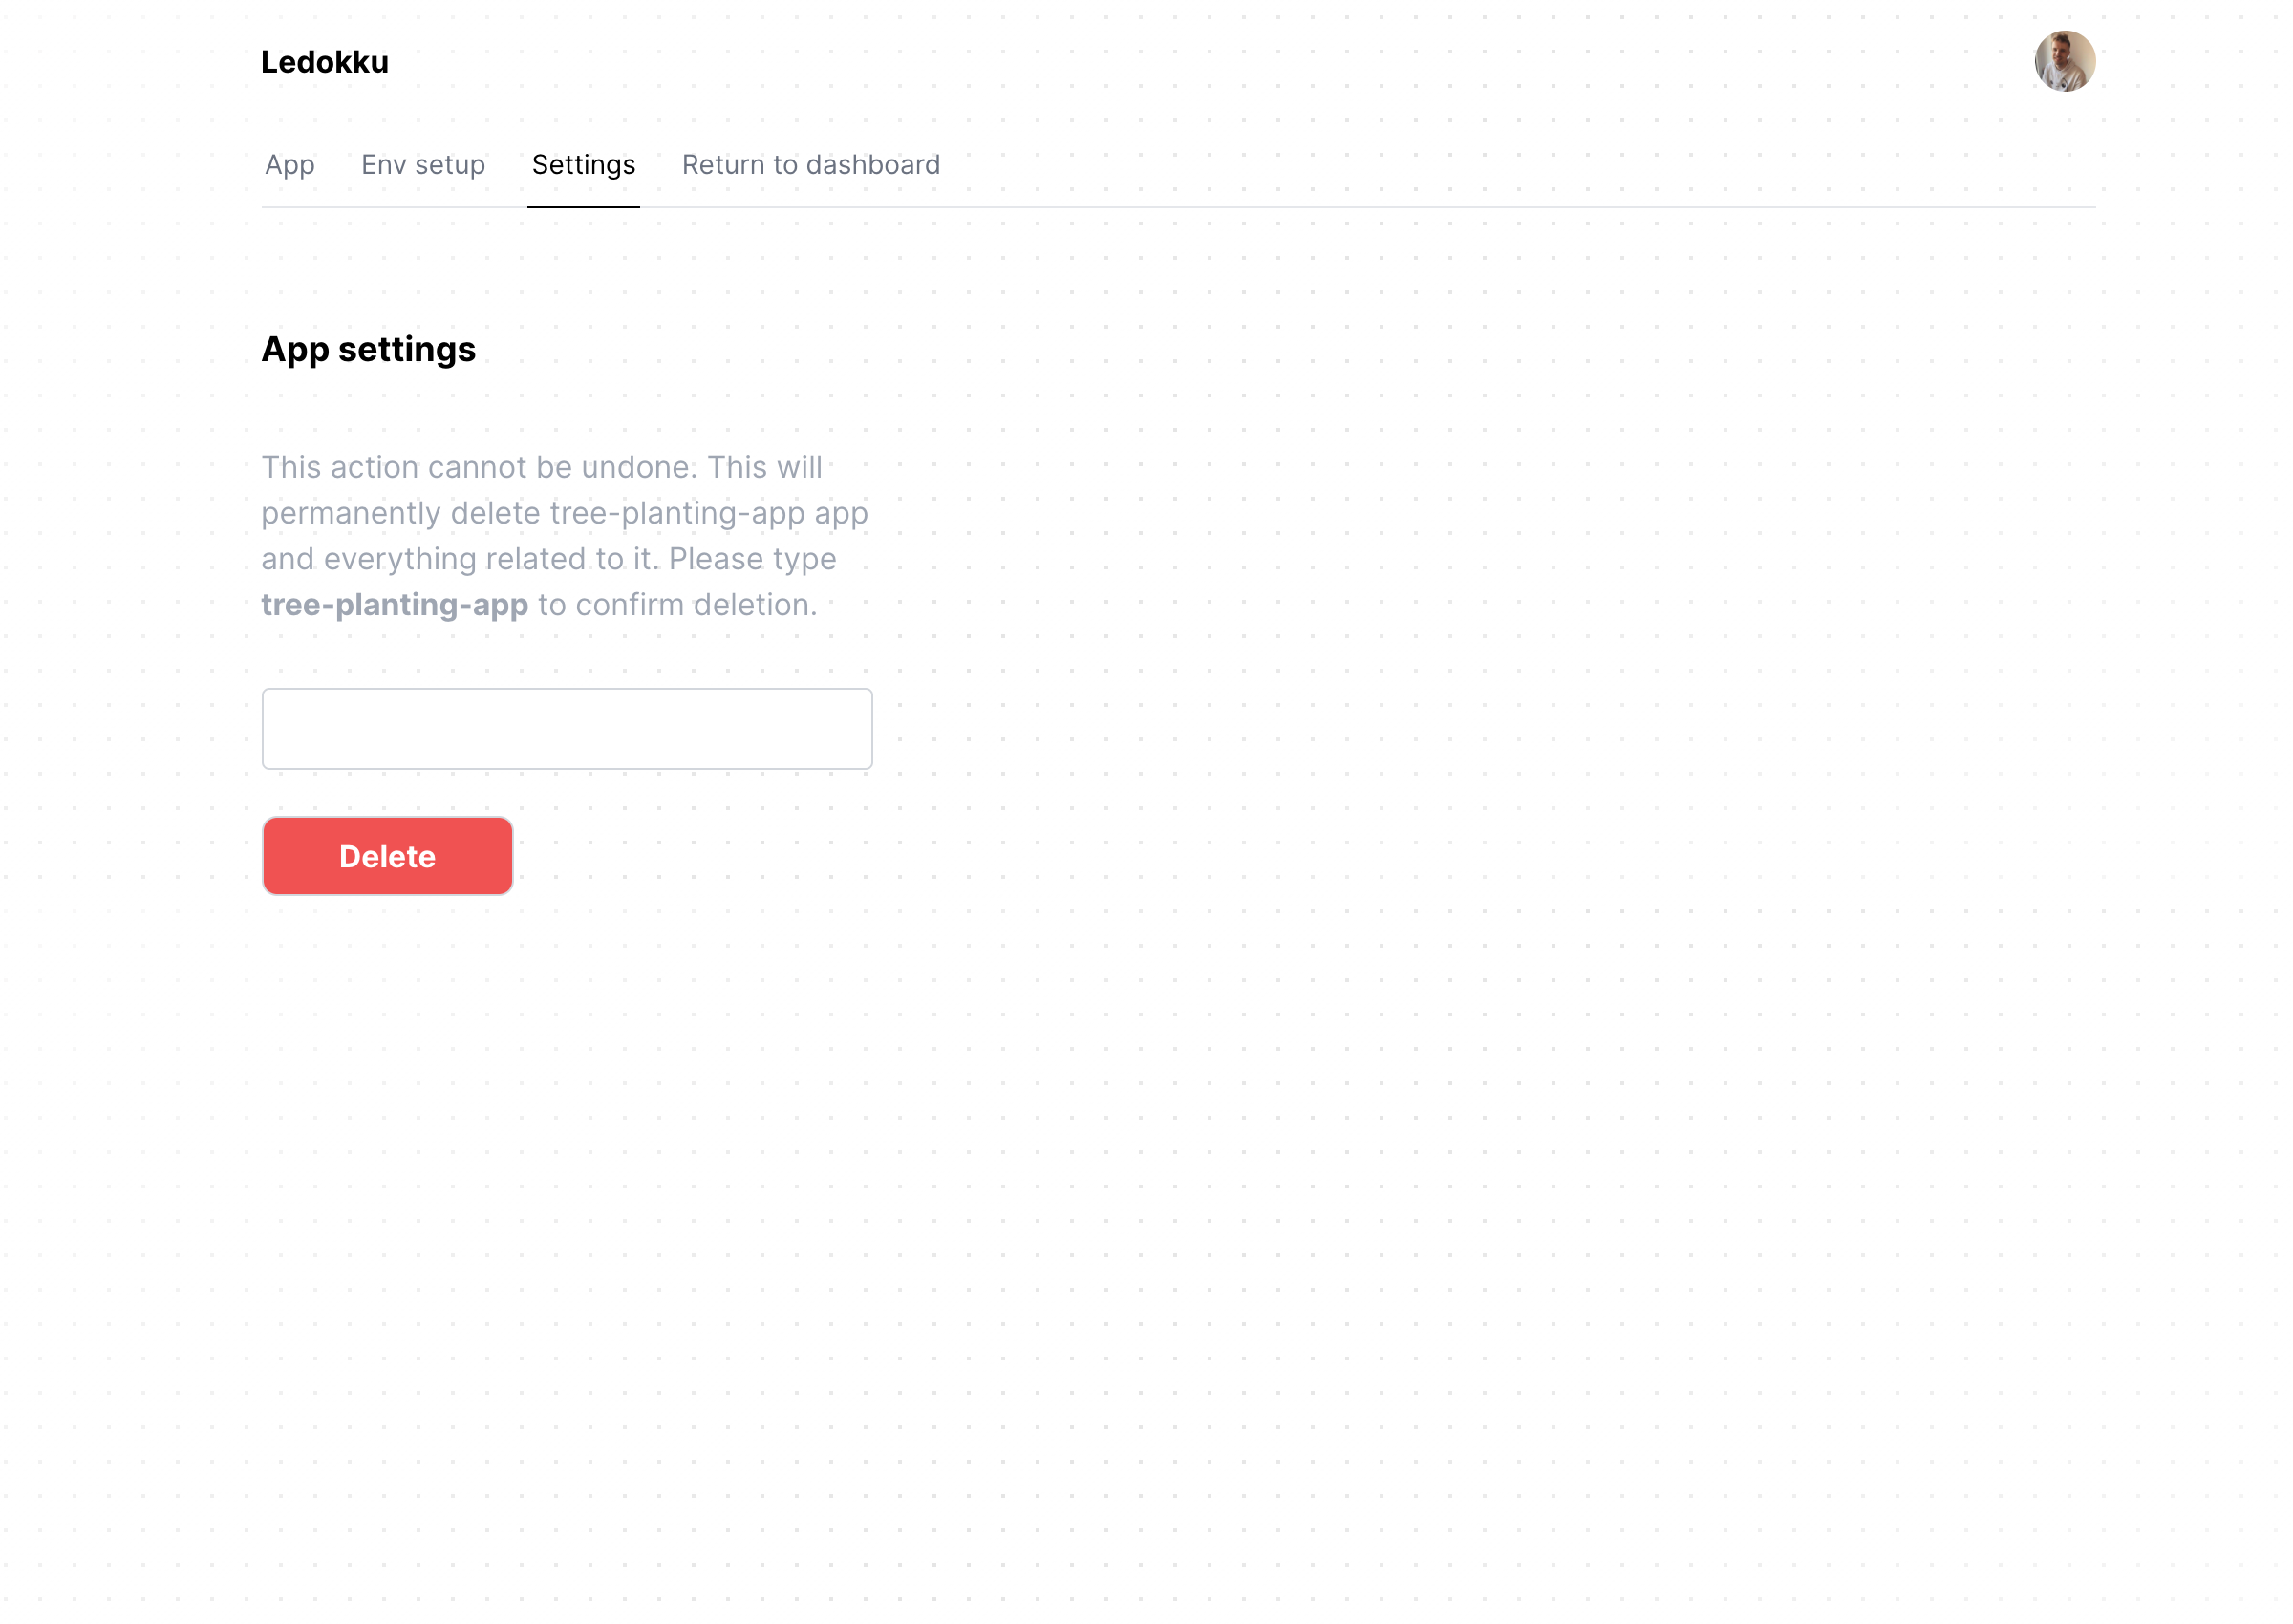 Ledokku
App Env setup Settings Return to dashboard
App settings
This action cannot be undone. This will
permanently delete tree-planting-app app
and everything related to it. Please type
tree-planting-app to confirm deletion.
Delete